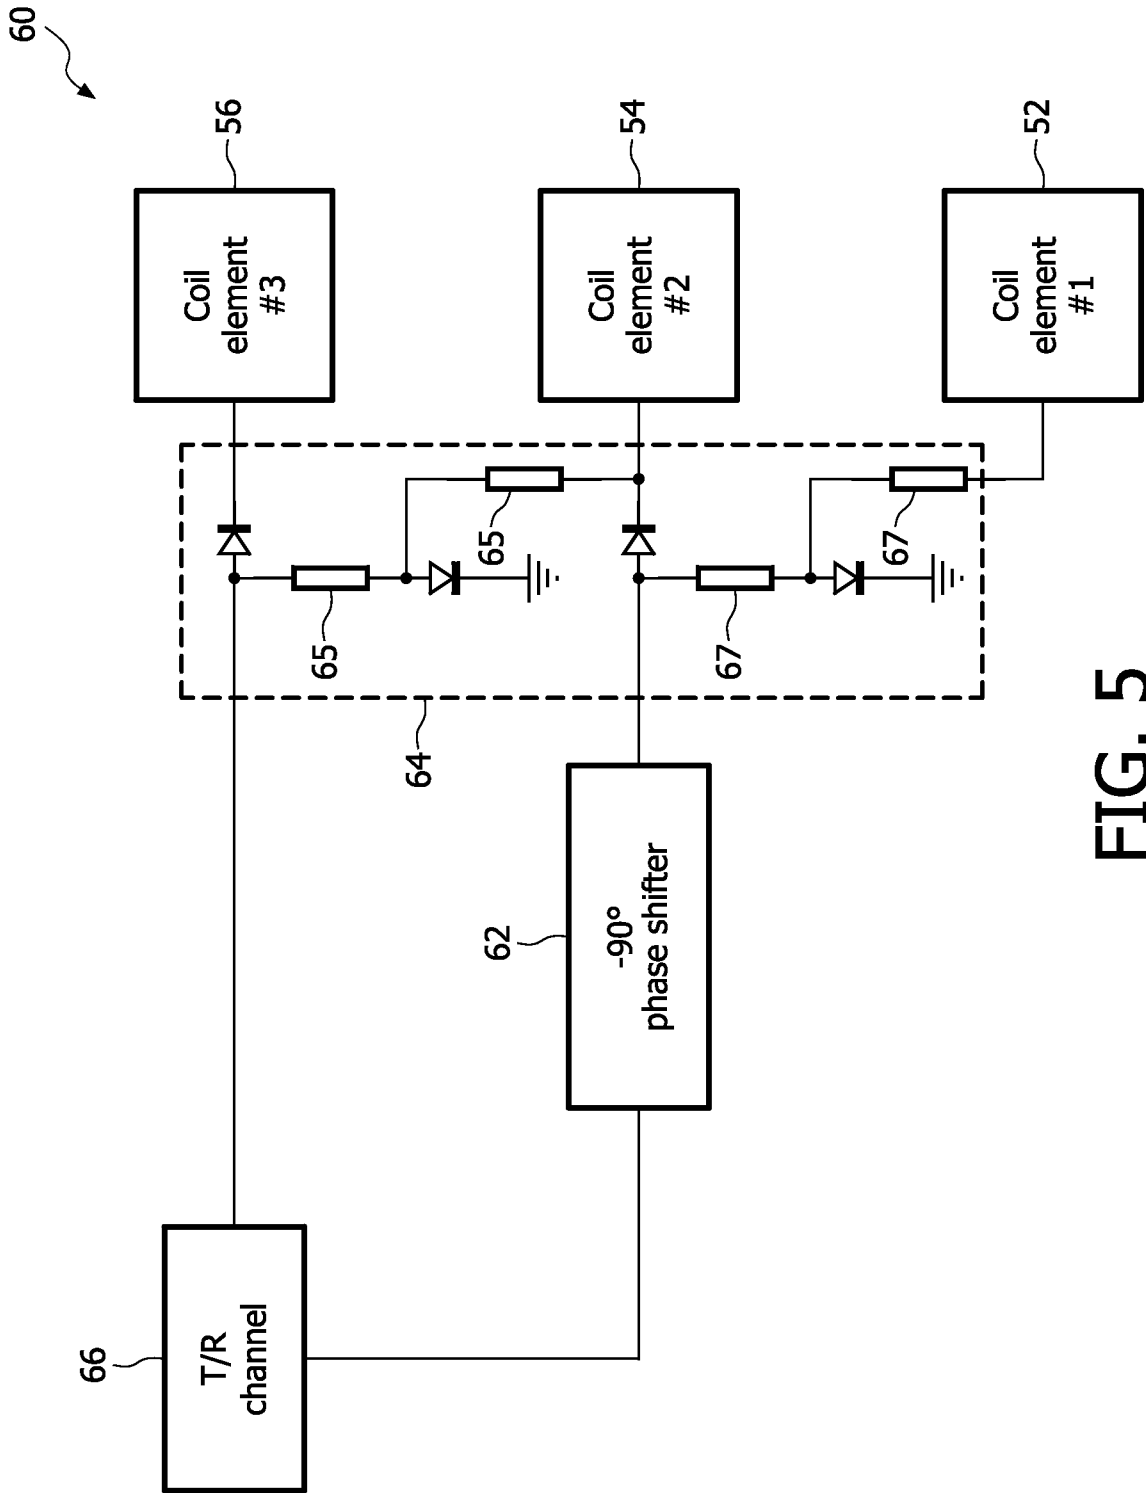 60
66
T/R
channel
62
-90°
phase shifter
64
65
65
67
67
56
Coil
element
#3
54
Coil
element
#2
52
Coil
element
#1
FIG. 5